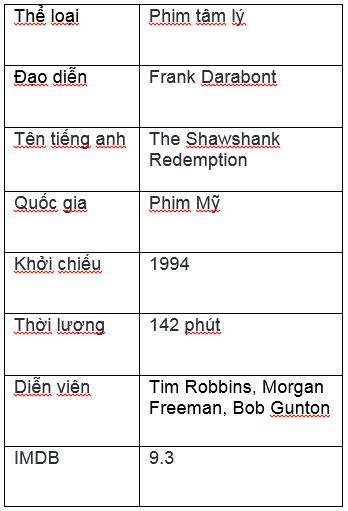 Thể loại Phim tâm lý
Đạo diễn Frank Darabont
Tên tiếng anh The Shawshank
Redemption
Quốc gia Phim Mỹ
Khởi chiếu 1994
Thời lương 142 phút
Diễn viên Tim Robbins, Morgan
Freeman, Bob Gunton
IMDB 9.3